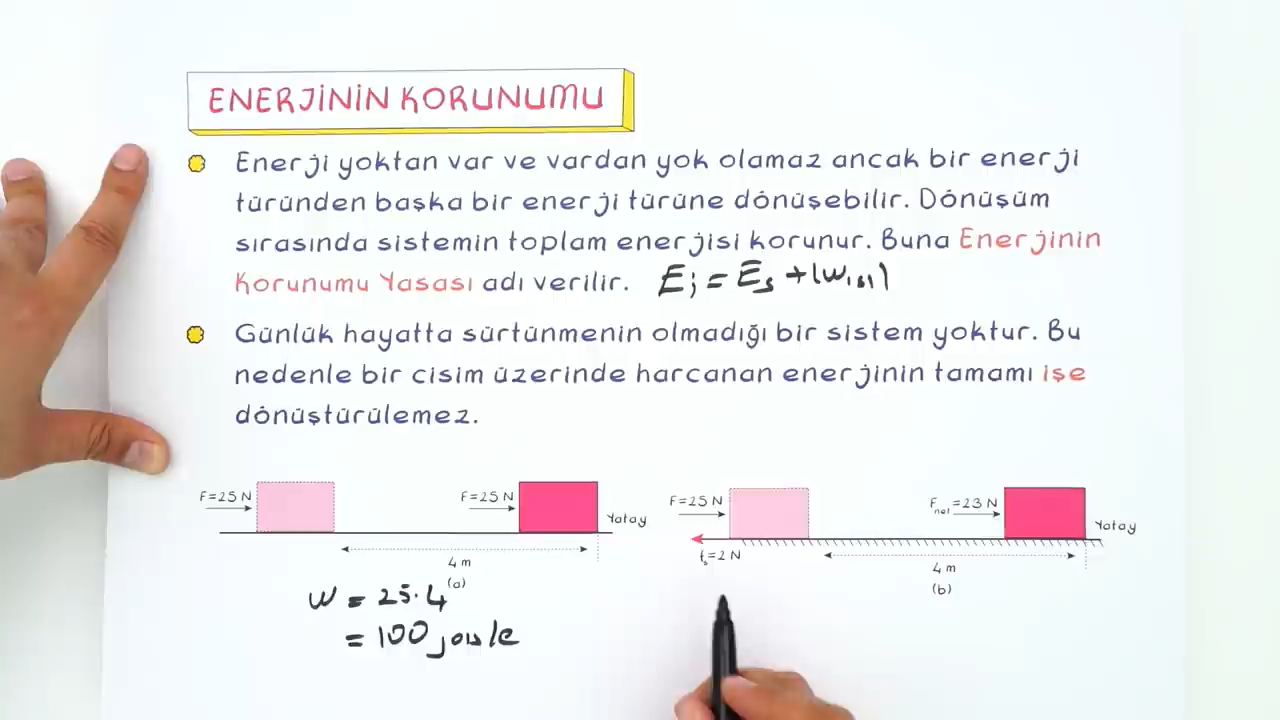 ENERJİNİN KORUNUMU
Enerji yoktan var ve vardan yok olamaz ancak bir enerji
türünden başka bir enerji türüne dönüşebilir. Dönüşüm
sırasında sistemin toplam enerjisi korunur. Buna Enerjinin
Korunumu Yasası adı verilir. Eᵢ = Eₛ + |Wₗₛₗ|
Günlük hayatta sürtünmenin olmadığı bir sistem yoktur. Bu
nedenle bir cisim üzerinde harcanan enerjinin tamamı işe
dönüştürülemez.
F=25 N F=25 N Yatay
4 m
(a)
W = 25.4
= 100 joule
F=25 N Fnet=23 N Yatay
fs=2 N
4 m
(b)